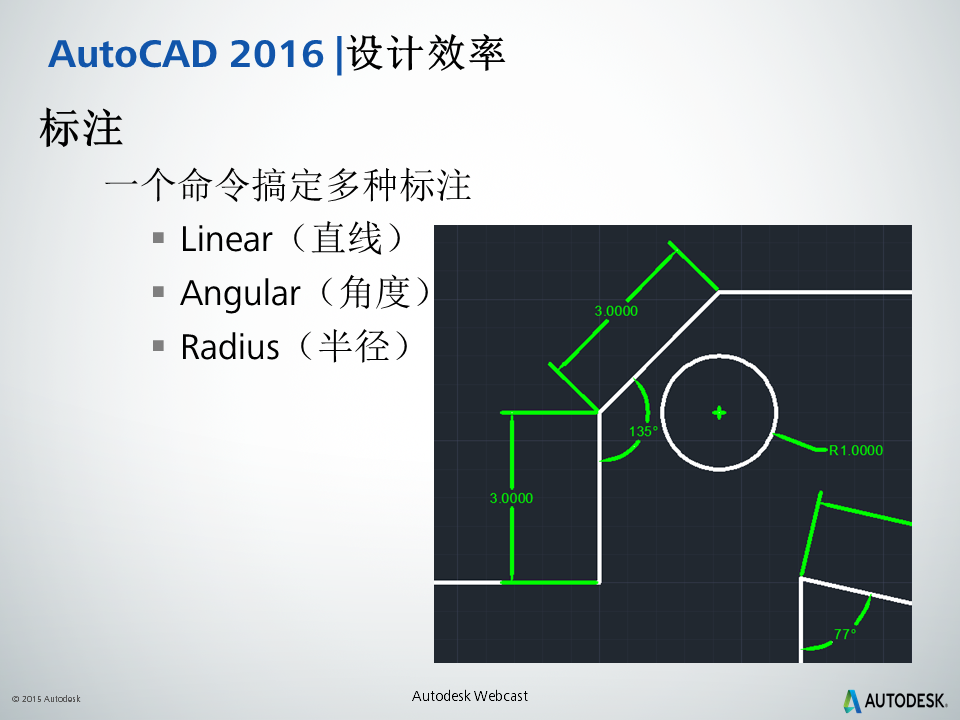 AutoCAD 2016 |设计效率
标注
一个命令搞定多种标注
Linear（直线）
Angular（角度）
Radius（半径）
3.0000
135°
R1.0000
3.0000
77°
© 2015 Autodesk
Autodesk Webcast
AUTODESK.